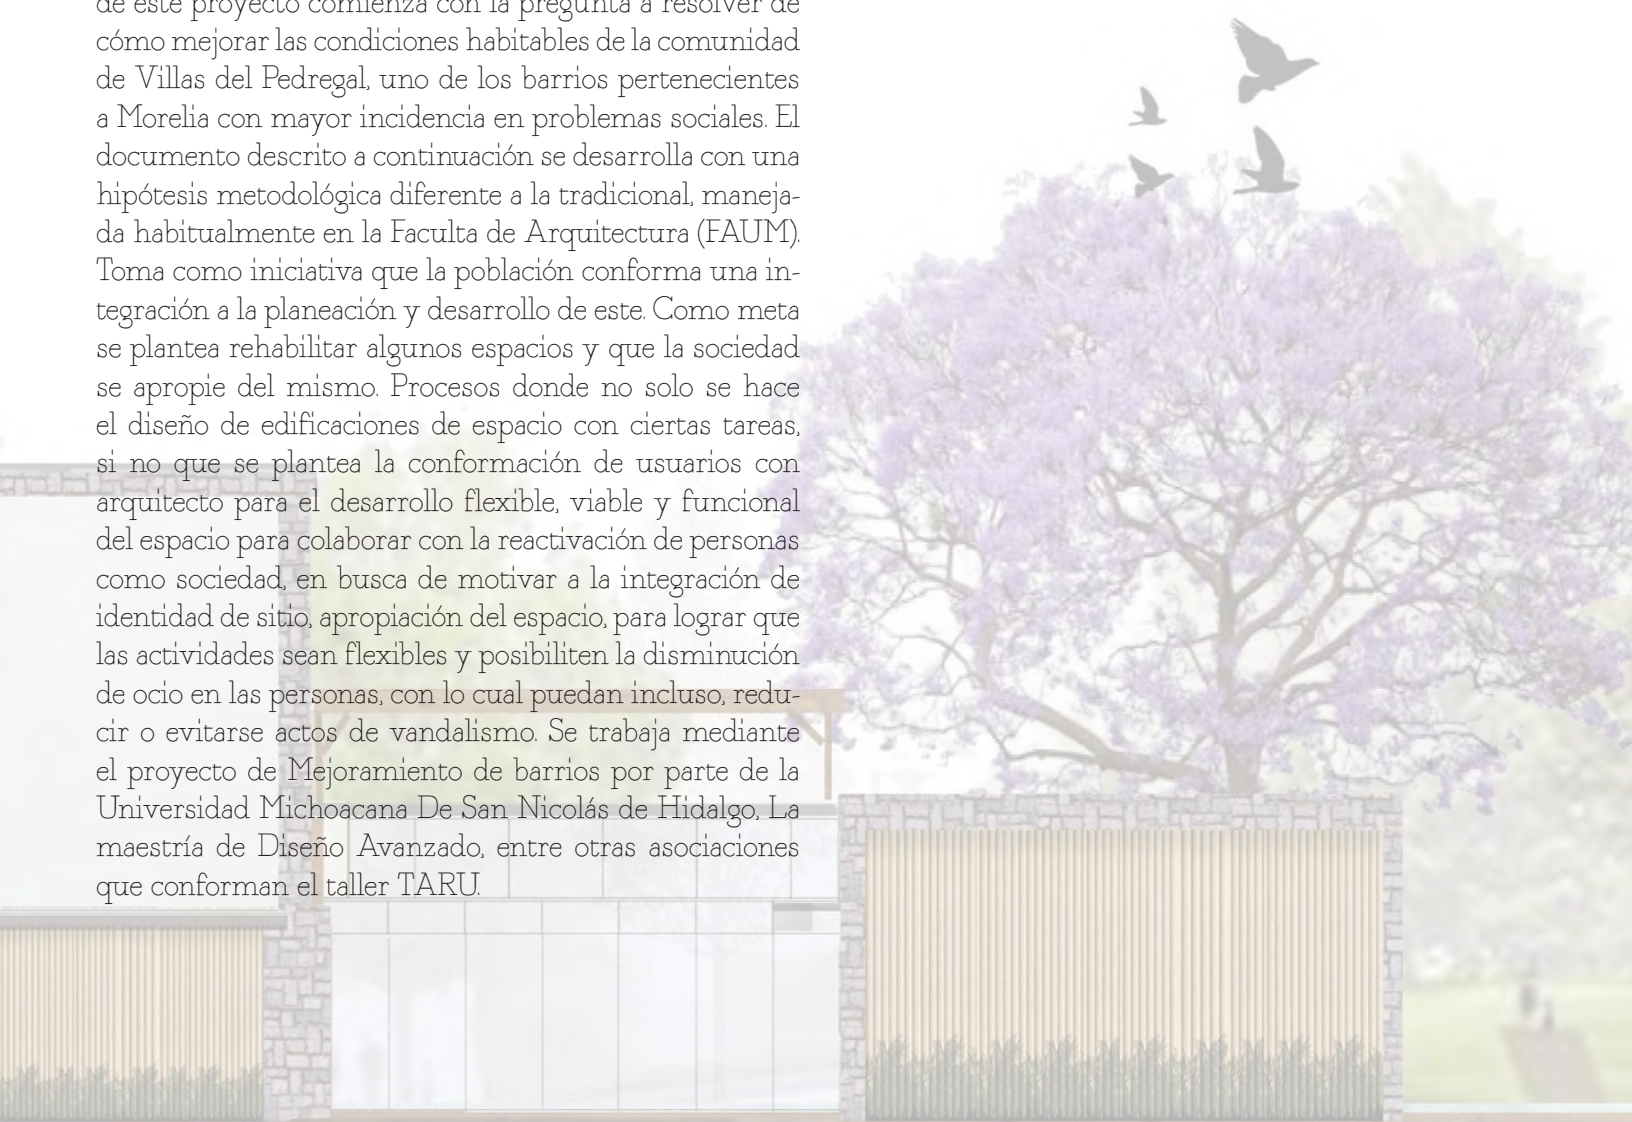 de este proyecto comienza con la pregunta a resolver de
cómo mejorar las condiciones habitables de la comunidad
de Villas del Pedregal, uno de los barrios pertenecientes
a Morelia con mayor incidencia en problemas sociales. El
documento descrito a continuación se desarrolla con una
hipótesis metodológica diferente a la tradicional, maneja-
da habitualmente en la Faculta de Arquitectura (FAUM).
Toma como iniciativa que la población conforma una in-
tegración a la planeación y desarrollo de este. Como meta
se plantea rehabilitar algunos espacios y que la sociedad
se apropie del mismo. Procesos donde no solo se hace
el diseño de edificaciones de espacio con ciertas tareas,
si no que se plantea la conformación de usuarios con
arquitecto para el desarrollo flexible, viable y funcional
del espacio para colaborar con la reactivación de personas
como sociedad, en busca de motivar a la integración de
identidad de sitio, apropiación del espacio, para lograr que
las actividades sean flexibles y posibiliten la disminución
de ocio en las personas, con lo cual puedan incluso, redu-
cir o evitarse actos de vandalismo. Se trabaja mediante
el proyecto de Mejoramiento de barrios por parte de la
Universidad Michoacana De San Nicolás de Hidalgo, La
maestría de Diseño Avanzado, entre otras asociaciones
que conforman el taller TARU.